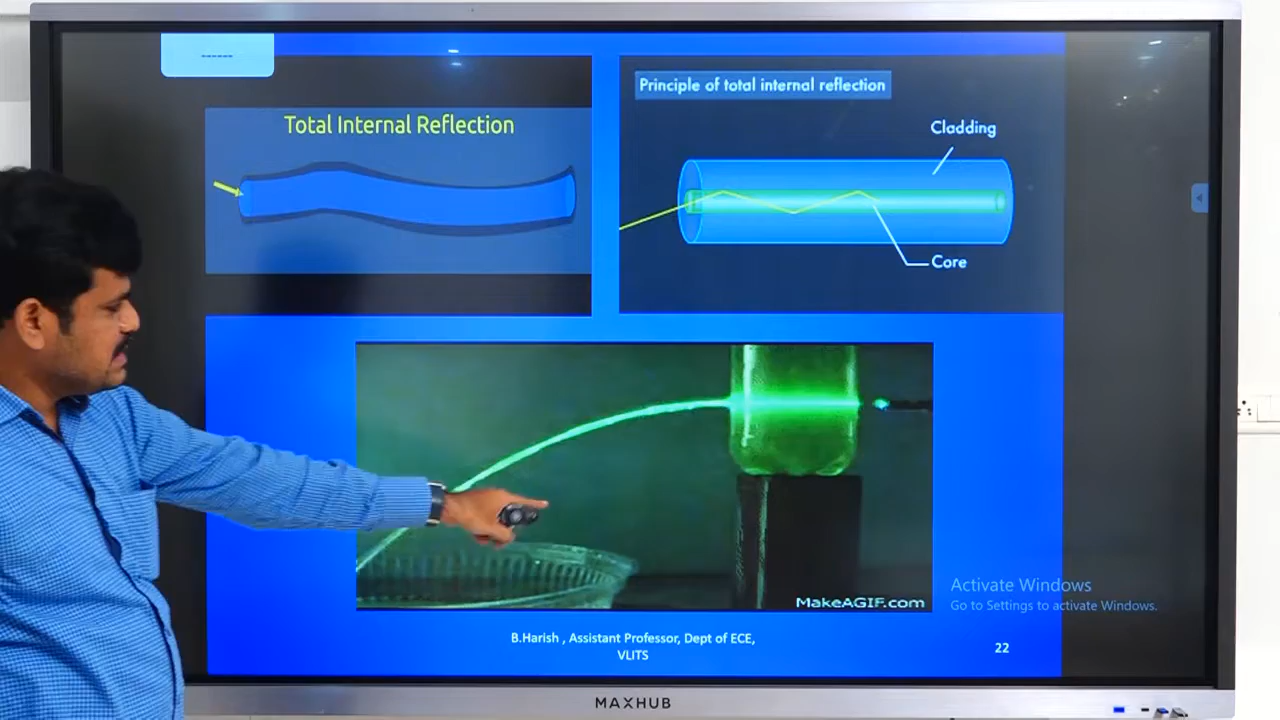 Total Internal Reflection
Principle of total internal reflection
Cladding
Core
MakeAGIF.com
Activate Windows
Go to Settings to activate Windows.
B.Harish , Assistant Professor, Dept of ECE,
VLITS
22
MAXHUB